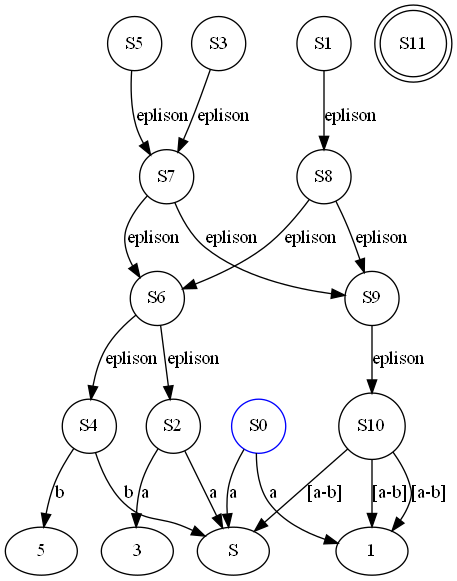 S5 S3 S1 S11
eplison eplison eplison
S7 S8
eplison eplison eplison eplison
S6 S9
eplison eplison eplison
S4 S2 S0 S10
b b a a a a [a-b] [a-b] [a-b]
5 3 S 1